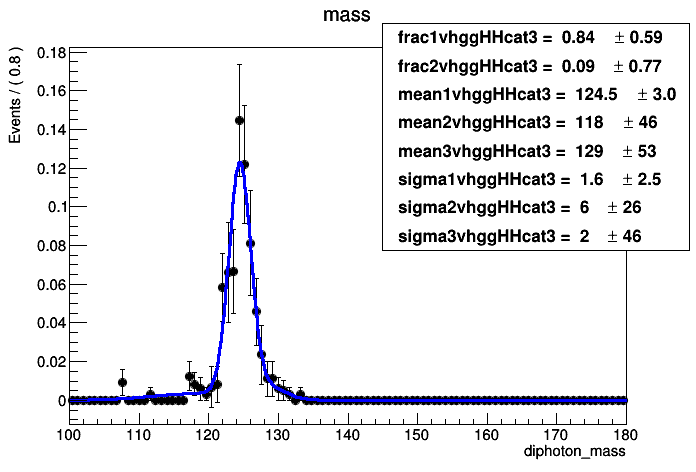 mass
frac1vhggHHcat3 = 0.84 ± 0.59
frac2vhggHHcat3 = 0.09 ± 0.77
mean1vhggHHcat3 = 124.5 ± 3.0
mean2vhggHHcat3 = 118 ± 46
mean3vhggHHcat3 = 129 ± 53
sigma1vhggHHcat3 = 1.6 ± 2.5
sigma2vhggHHcat3 = 6 ± 26
sigma3vhggHHcat3 = 2 ± 46
Events / ( 0.8 )
0.18
0.16
0.14
0.12
0.1
0.08
0.06
0.04
0.02
0
100 110 120 130 140 150 160 170 180
diphoton_mass